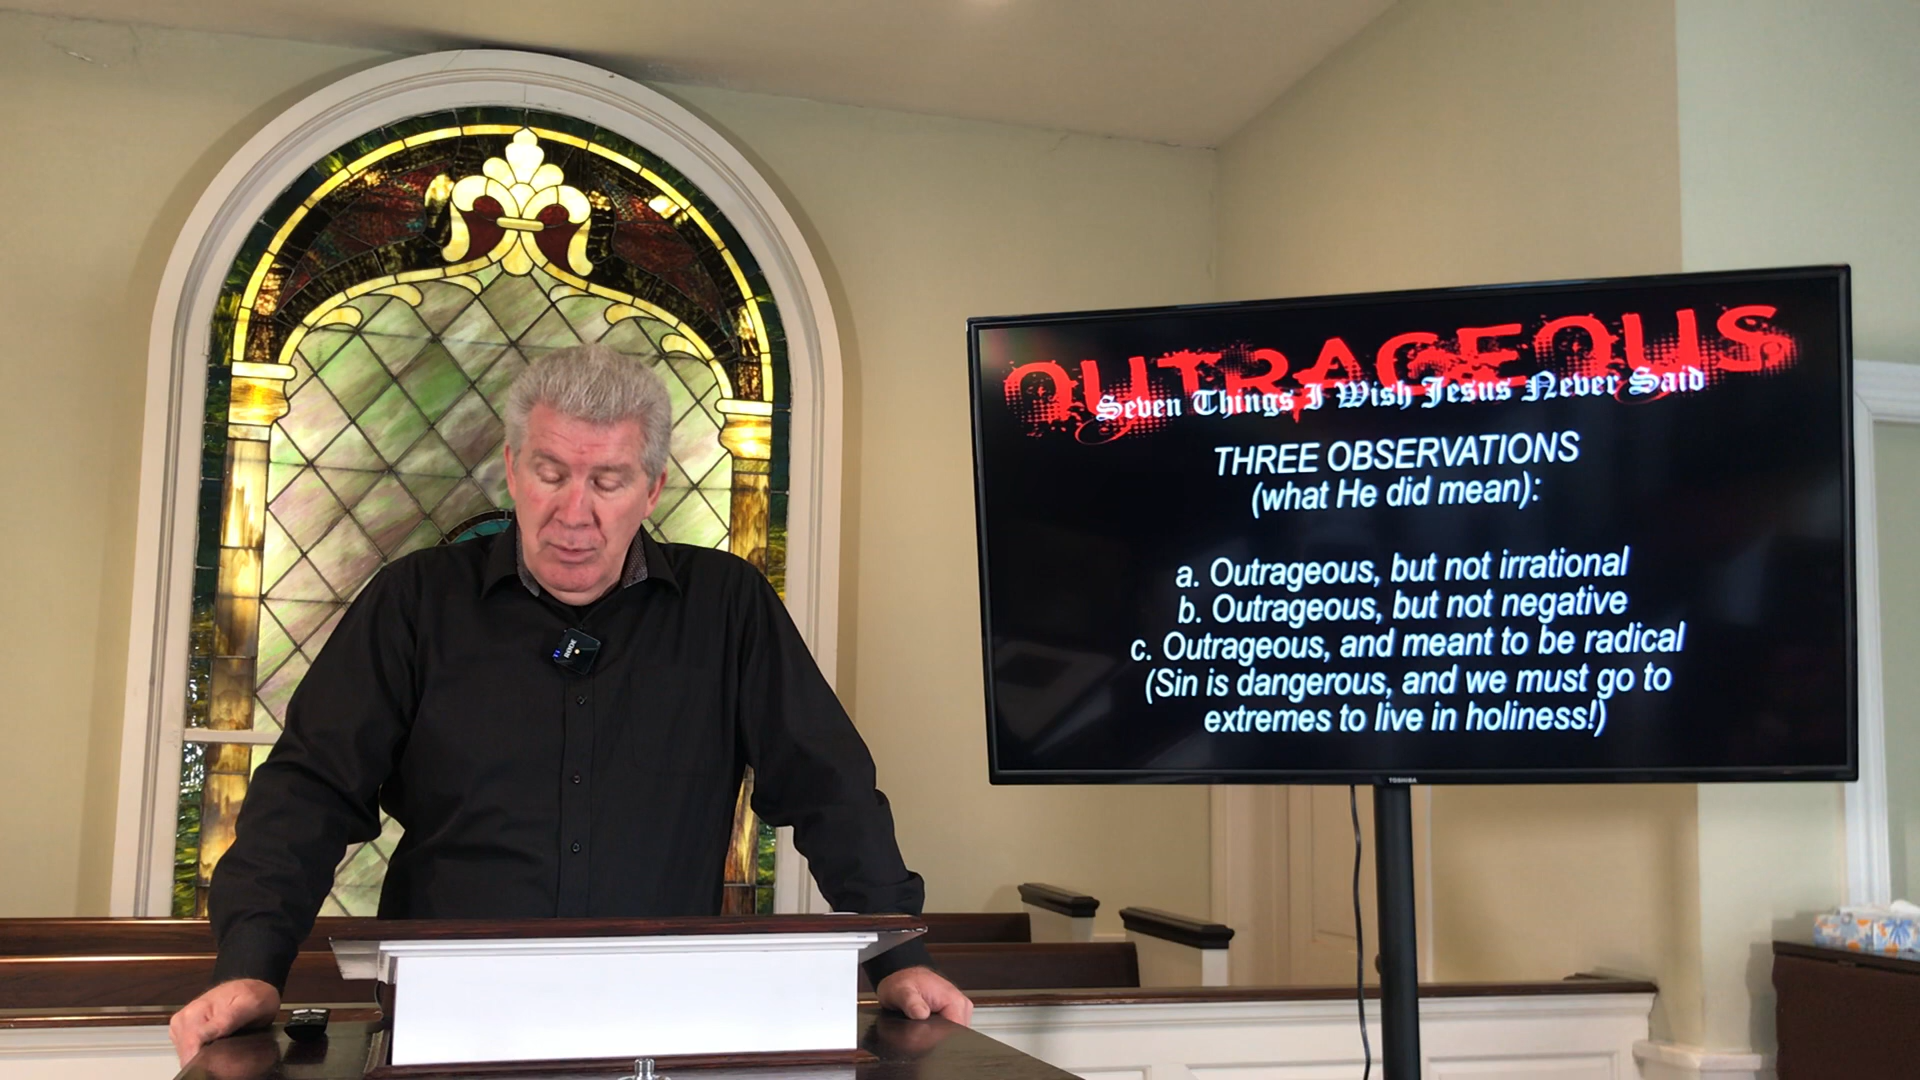 OUTRAGEOUS
Seven Things I Wish Jesus Never Said
THREE OBSERVATIONS
(what He did mean):
a. Outrageous, but not irrational
b. Outrageous, but not negative
c. Outrageous, and meant to be radical
(Sin is dangerous, and we must go to
extremes to live in holiness!)
TOSHIBA